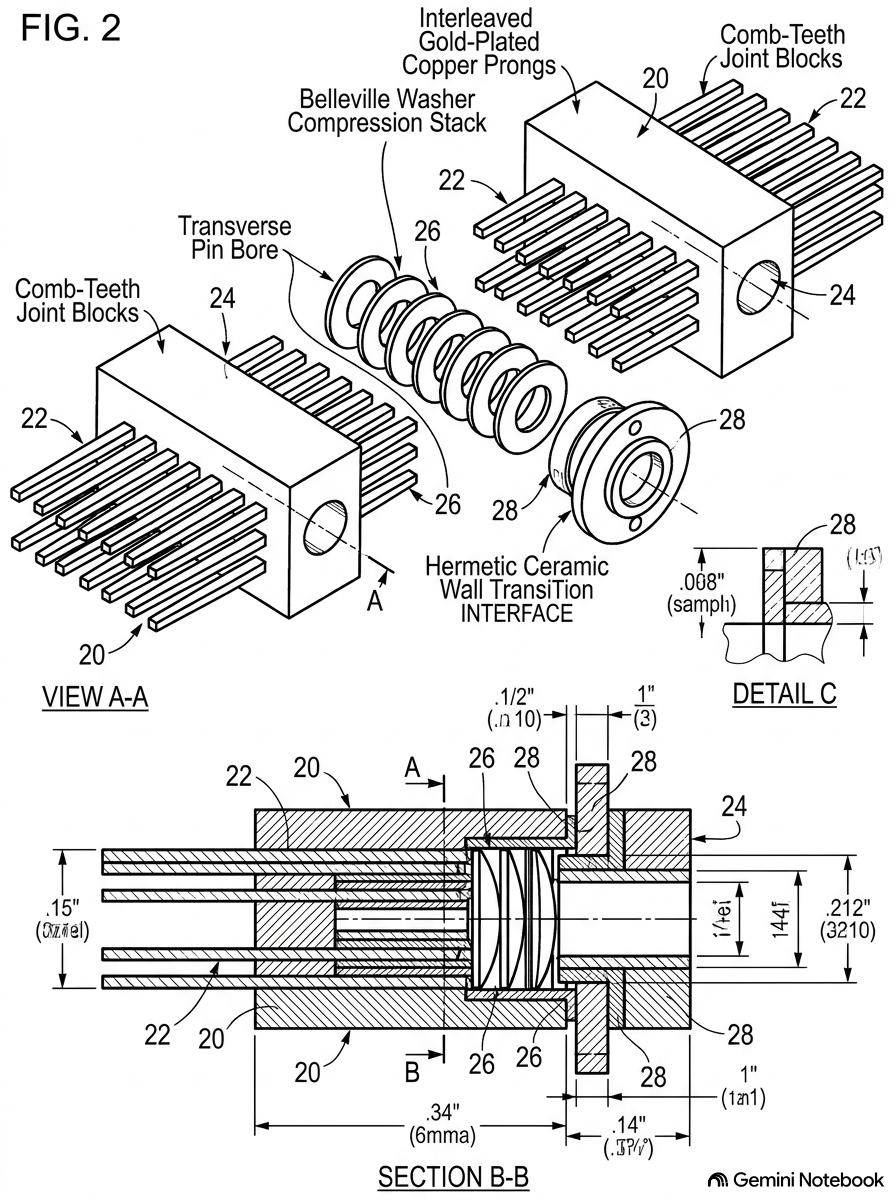 FIG. 2
Interleaved
Gold-Plated
Copper Prongs
Comb-Teeth
Joint Blocks
20
22
Belleville Washer
Compression Stack
22
Transverse
Pin Bore
26
24
Comb-Teeth
Joint Blocks
24
22
28
26
28
Hermetic Ceramic
Wall TransiTion
INTERFACE
A
20
28
.008"
(sampl)
VIEW A-A
DETAIL C
.1/2"
1"
(3)
20
22
A
26
28
28
24
.15"
.212"
(3210)
144f
22
20
20
B
26
26
28
28
1"
.34"
(6mma)
.14"
SECTION B-B
Gemini Notebook